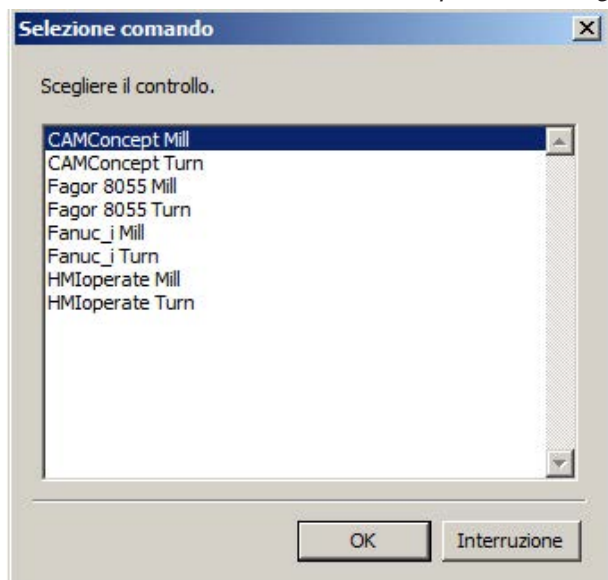 Selezione comando
Scegliere il controllo.
CAMConcept Mill
CAMConcept Turn
Fagor 8055 Mill
Fagor 8055 Turn
Fanuc_i Mill
Fanuc_i Turn
HMIoperate Mill
HMIoperate Turn
OK
Interruzione